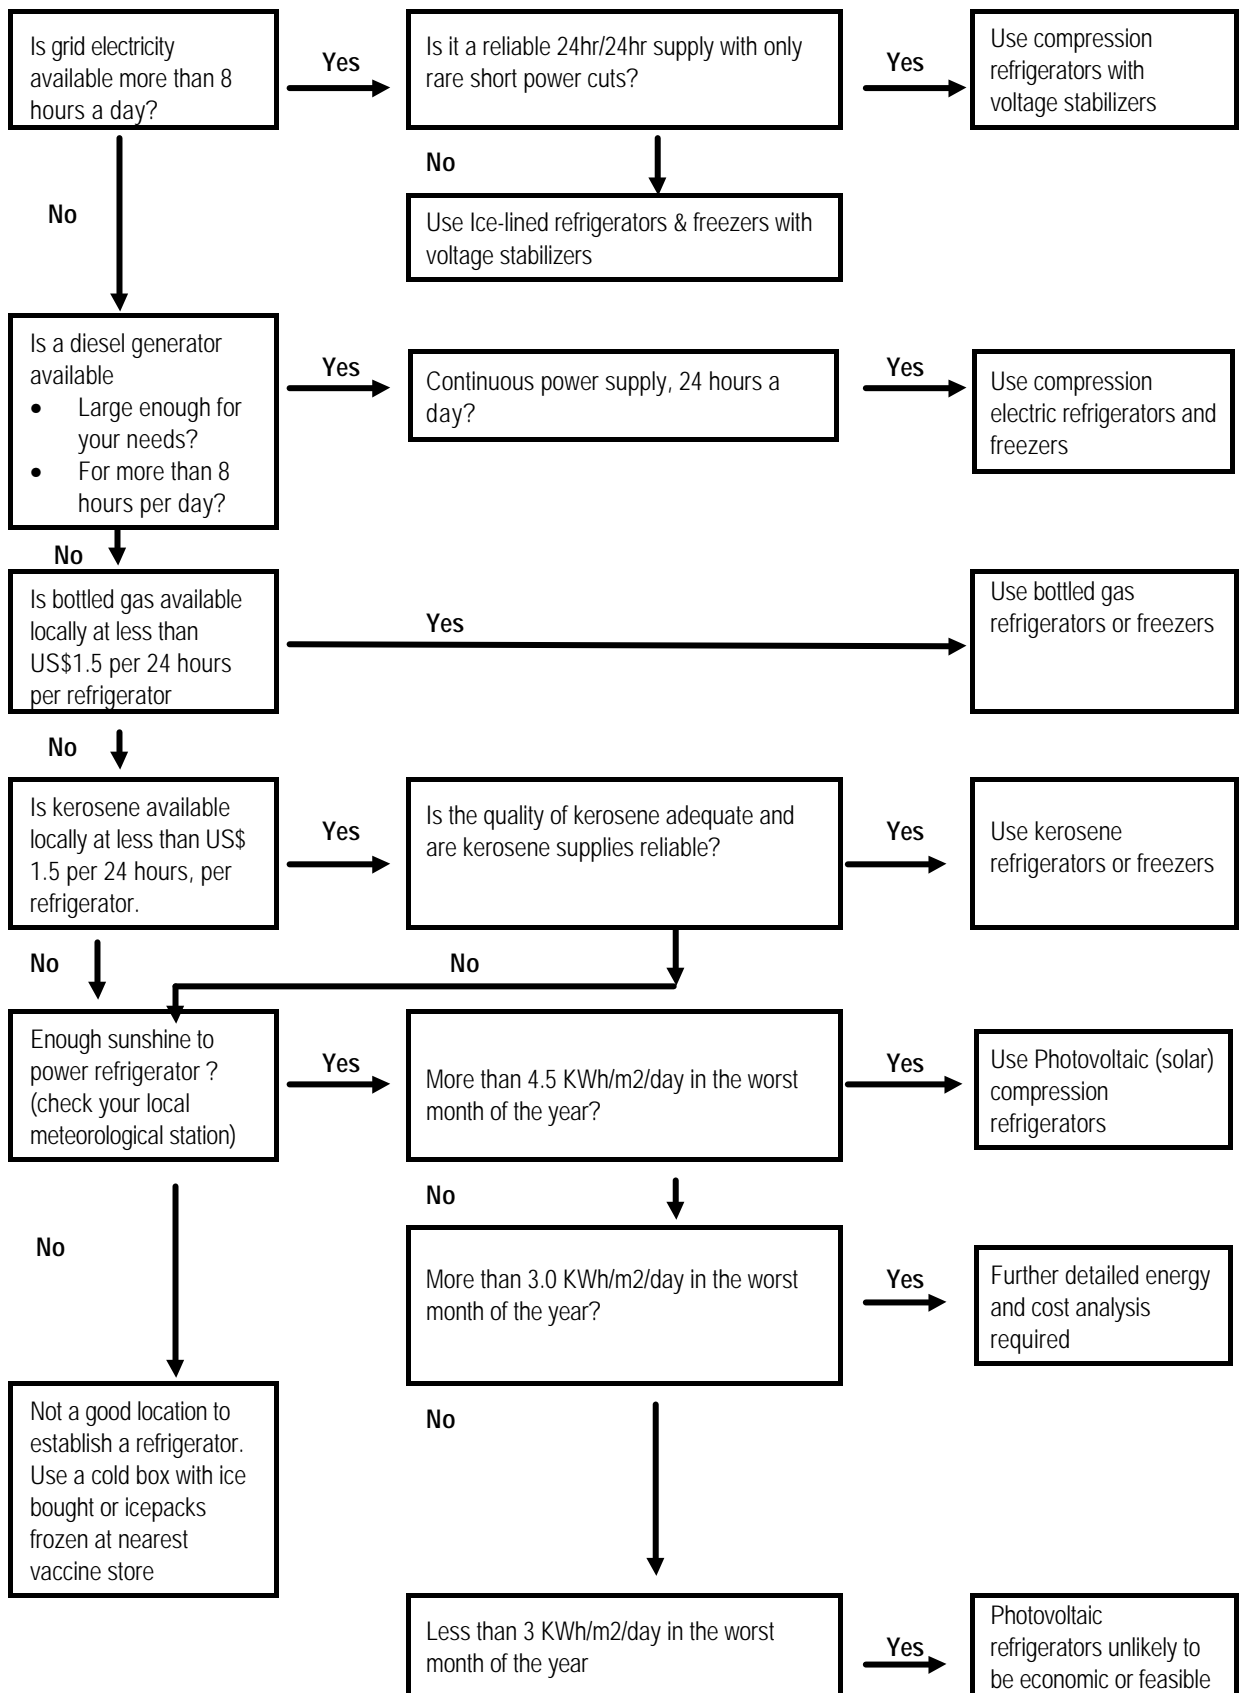 Is grid electricity
available more than 8
hours a day?
Yes
Is it a reliable 24hr/24hr supply with only
rare short power cuts?
Yes
Use compression
refrigerators with
voltage stabilizers
No
No
Use Ice-lined refrigerators & freezers with
voltage stabilizers
Is a diesel generator
available
• Large enough for
your needs?
• For more than 8
hours per day?
Yes
Continuous power supply, 24 hours a
day?
Yes
Use compression
electric refrigerators and
freezers
No
Is bottled gas available
locally at less than
US$1.5 per 24 hours
per refrigerator
Yes
Use bottled gas
refrigerators or freezers
No
Is kerosene available
locally at less than US$
1.5 per 24 hours, per
refrigerator.
Yes
Is the quality of kerosene adequate and
are kerosene supplies reliable?
Yes
Use kerosene
refrigerators or freezers
No
No
Enough sunshine to
power refrigerator ?
(check your local
meteorological station)
Yes
More than 4.5 KWh/m2/day in the worst
month of the year?
Yes
Use Photovoltaic (solar)
compression
refrigerators
No
No
More than 3.0 KWh/m2/day in the worst
month of the year?
Yes
Further detailed energy
and cost analysis
required
Not a good location to
establish a refrigerator.
Use a cold box with ice
bought or icepacks
frozen at nearest
vaccine store
No
Less than 3 KWh/m2/day in the worst
month of the year
Yes
Photovoltaic
refrigerators unlikely to
be economic or feasible